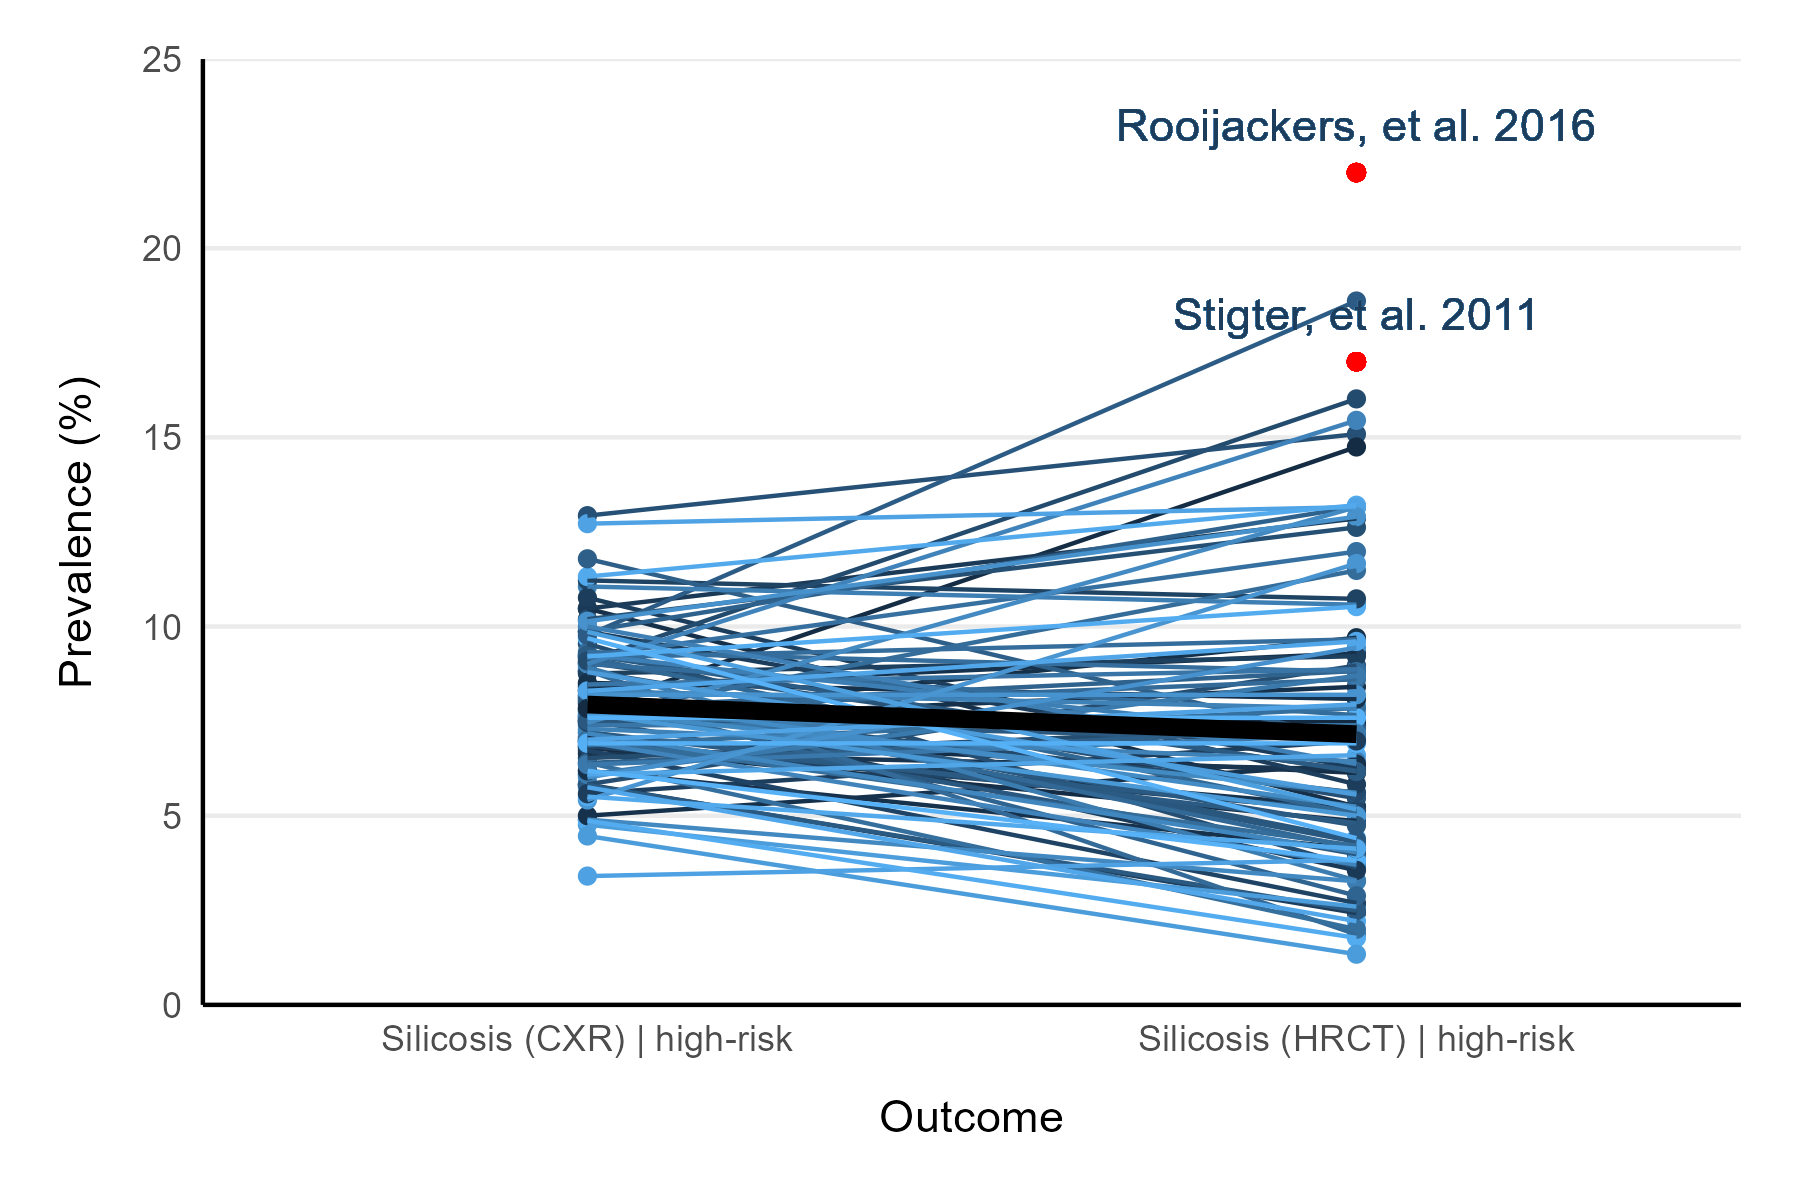 25
Rooijackers, et al. 2016
20
Stigter, et al. 2011
15
Prevalence (%)
10
5
0
Silicosis (CXR) | high-risk
Silicosis (HRCT) | high-risk
Outcome